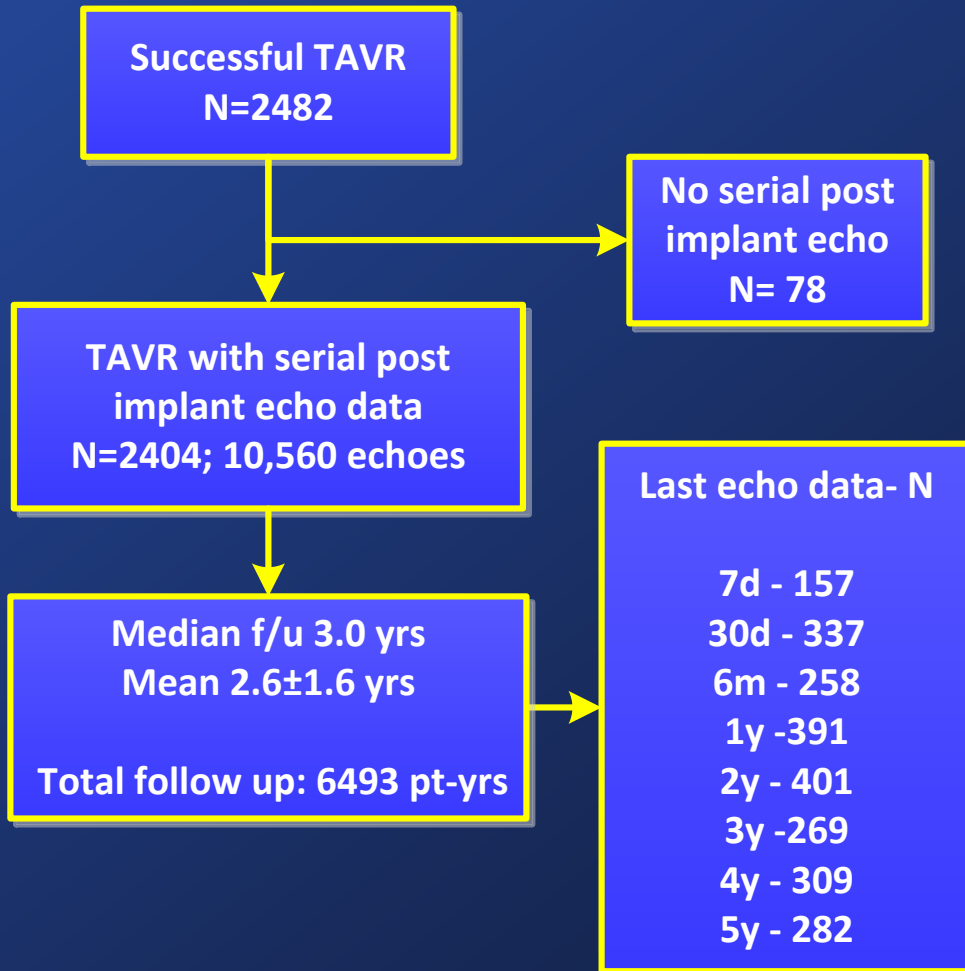 Successful TAVR
N=2482
No serial post
implant echo
N= 78
TAVR with serial post
implant echo data
N=2404; 10,560 echoes
Median f/u 3.0 yrs
Mean 2.6±1.6 yrs
Total follow up: 6493 pt-yrs
Last echo data- N
7d - 157
30d - 337
6m - 258
1y -391
2y - 401
3y -269
4y - 309
5y - 282